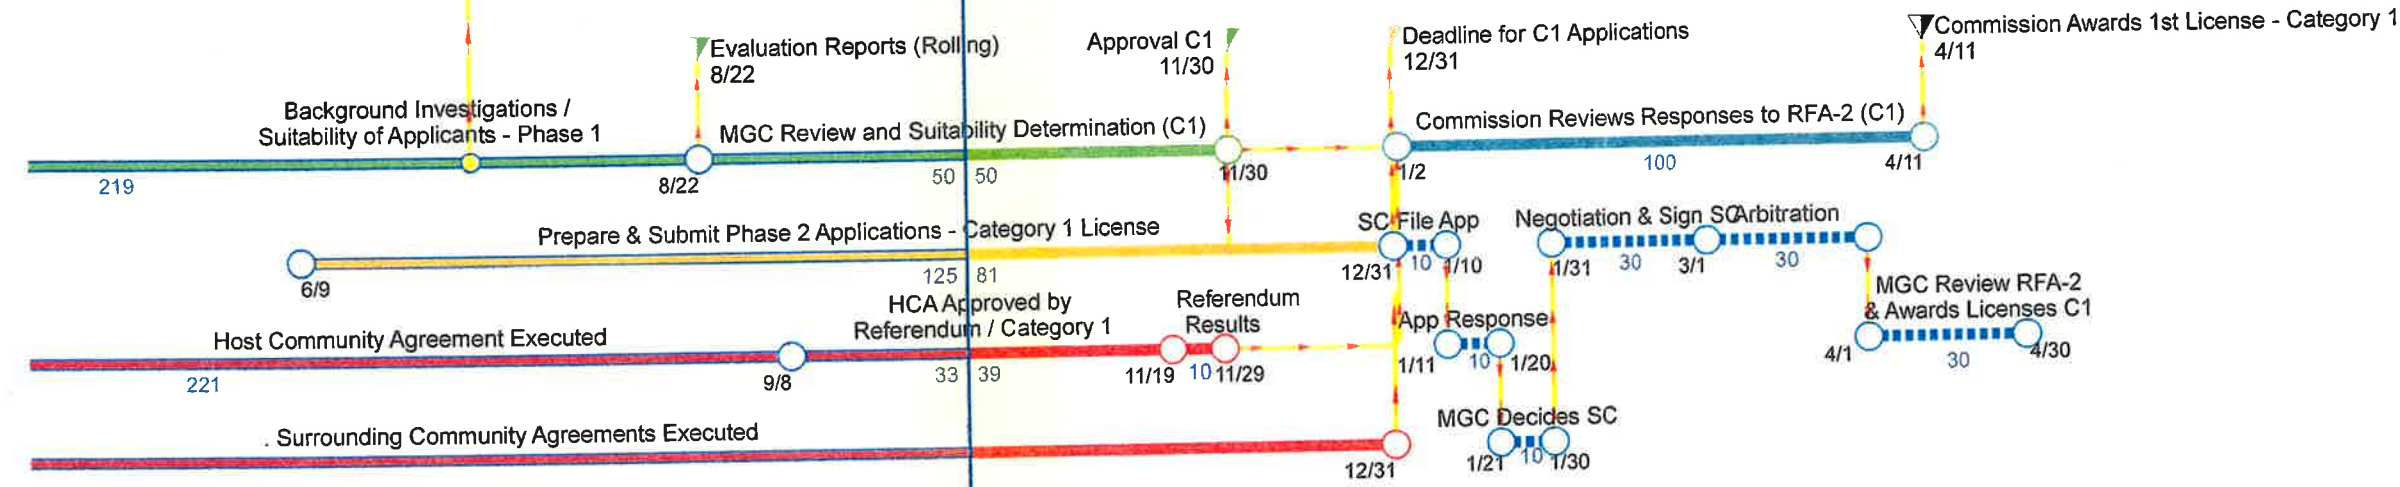 Evaluation Reports (Rolling)
8/22
Approval C1
11/30
Deadline for C1 Applications
12/31
Commission Awards 1st License - Category 1
4/11
Background Investigations /
Suitability of Applicants - Phase 1
MGC Review and Suitability Determination (C1)
Commission Reviews Responses to RFA-2 (C1)
219
8/22
50 50
11/30
1/2
100
4/11
Prepare & Submit Phase 2 Applications - Category 1 License
SC File App
Negotiation & Sign SC
Arbitration
6/9
125 81
12/31
10
1/10
1/31
30
3/1
30
Host Community Agreement Executed
HCA Approved by
Referendum / Category 1
Referendum
Results
App Response
MGC Review RFA-2
& Awards Licenses C1
221
9/8
33 39
11/19
10
11/29
1/11
10
1/20
4/1
30
4/30
. Surrounding Community Agreements Executed
MGC Decides SC
12/31
1/21
10
1/30